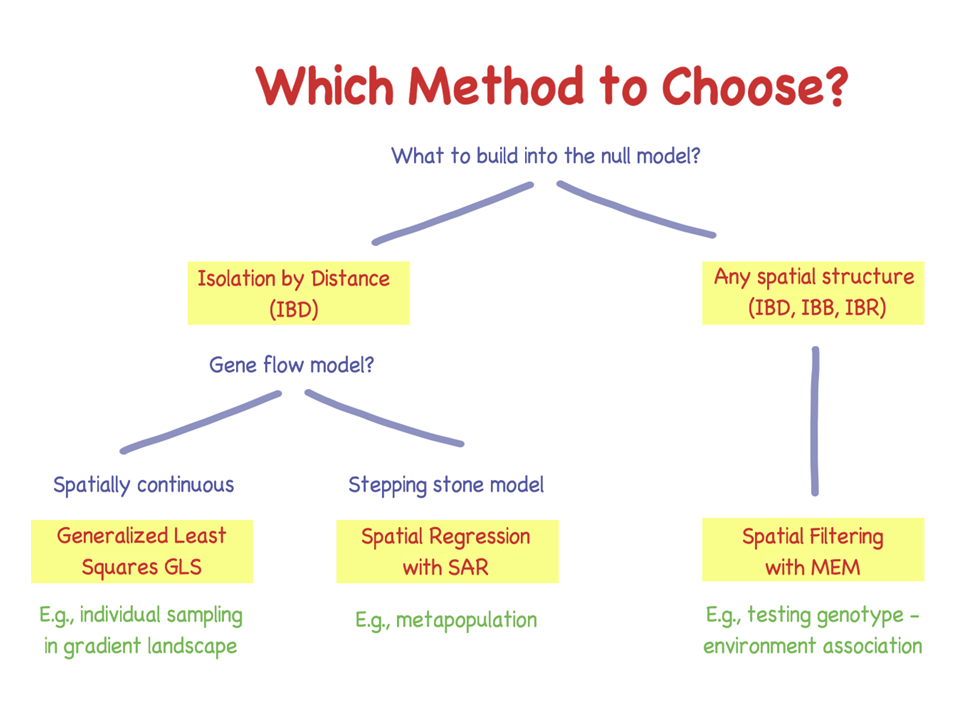 Which Method to Choose?
What to build into the null model?
Isolation by Distance
(IBD)
Any spatial structure
(IBD, IBB, IBR)
Gene flow model?
Spatially continuous
Stepping stone model
Generalized Least
Squares GLS
Spatial Regression
with SAR
Spatial Filtering
with MEM
E.g., individual sampling
in gradient landscape
E.g., metapopulation
E.g., testing genotype –
environment association